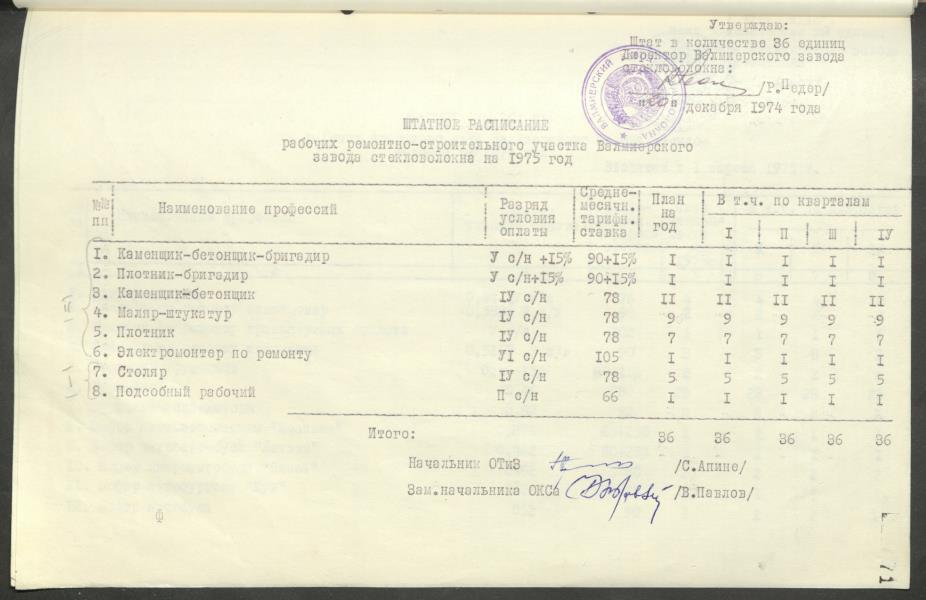 Утверждаю:
Штат в количестве 36 единиц
Директор Валмиерского завода
стекловолокна:
/Р.Педер/
"20" декабря 1974 года
ШТАТНОЕ РАСПИСАНИЕ
рабочих ремонтно-строительного участка Валмиерского
завода стекловолокна на 1975 год
№№ пп Наименование профессий Разряд условия оплаты Средне-месячн. тарифн. ставка План на год В т.ч. по кварталам
I П Ш IУ
1. Каменщик-бетонщик-бригадир У с/н +15% 90+15% I I I I I
2. Плотник-бригадир У с/н+15% 90+15% I I I I I
3. Каменщик-бетонщик IУ с/н 78 II II II II II
4. Маляр-штукатур IУ с/н 78 9 9 9 9 9
5. Плотник IУ с/н 78 7 7 7 7 7
6. Электромонтер по ремонту УI с/н I05 I I I I I
7. Столяр IУ с/н 78 5 5 5 5 5
8. Подсобный рабочий П с/н 66 I I I I I
Итого: 36 36 36 36 36
Начальник ОТиЗ /С.Апине/
Зам.начальника ОКСа /В.Павлов/
Ф